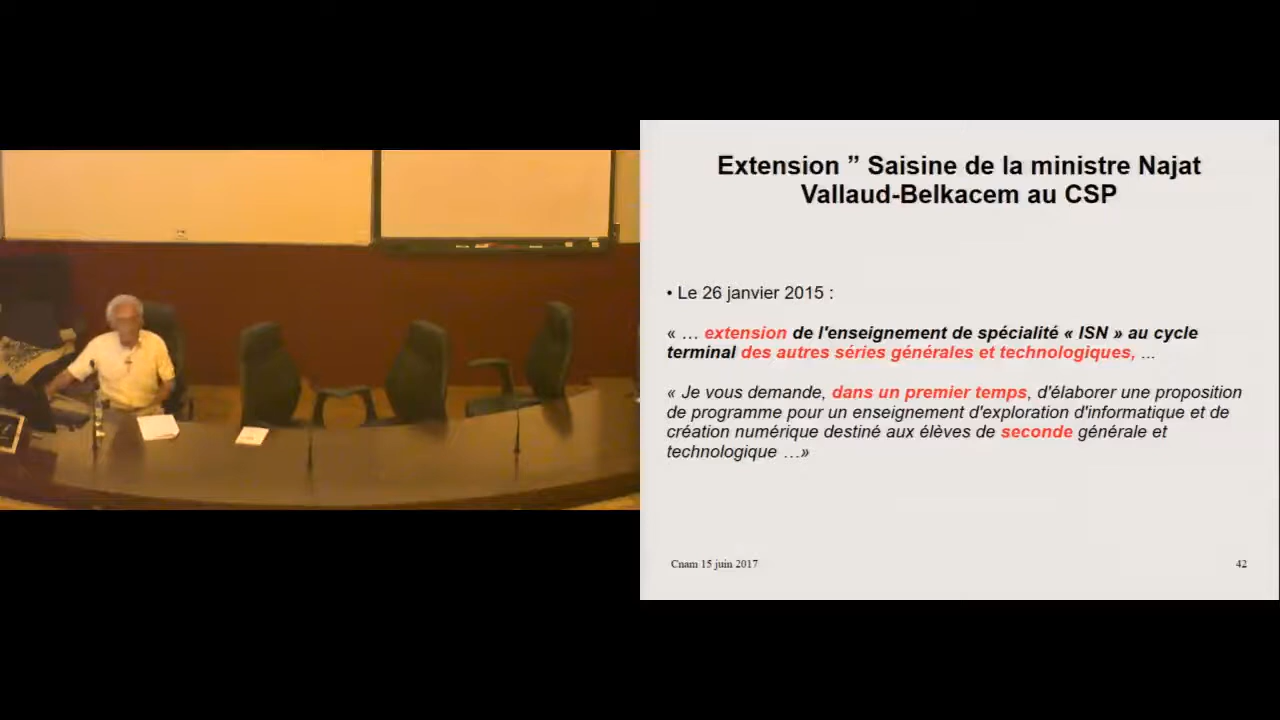 Extension ” Saisine de la ministre Najat
Vallaud-Belkacem au CSP
• Le 26 janvier 2015 :
« … extension de l'enseignement de spécialité « ISN » au cycle
terminal des autres séries générales et technologiques, ...
« Je vous demande, dans un premier temps, d'élaborer une proposition
de programme pour un enseignement d'exploration d'informatique et de
création numérique destiné aux élèves de seconde générale et
technologique …»
Cnam 15 juin 2017
42